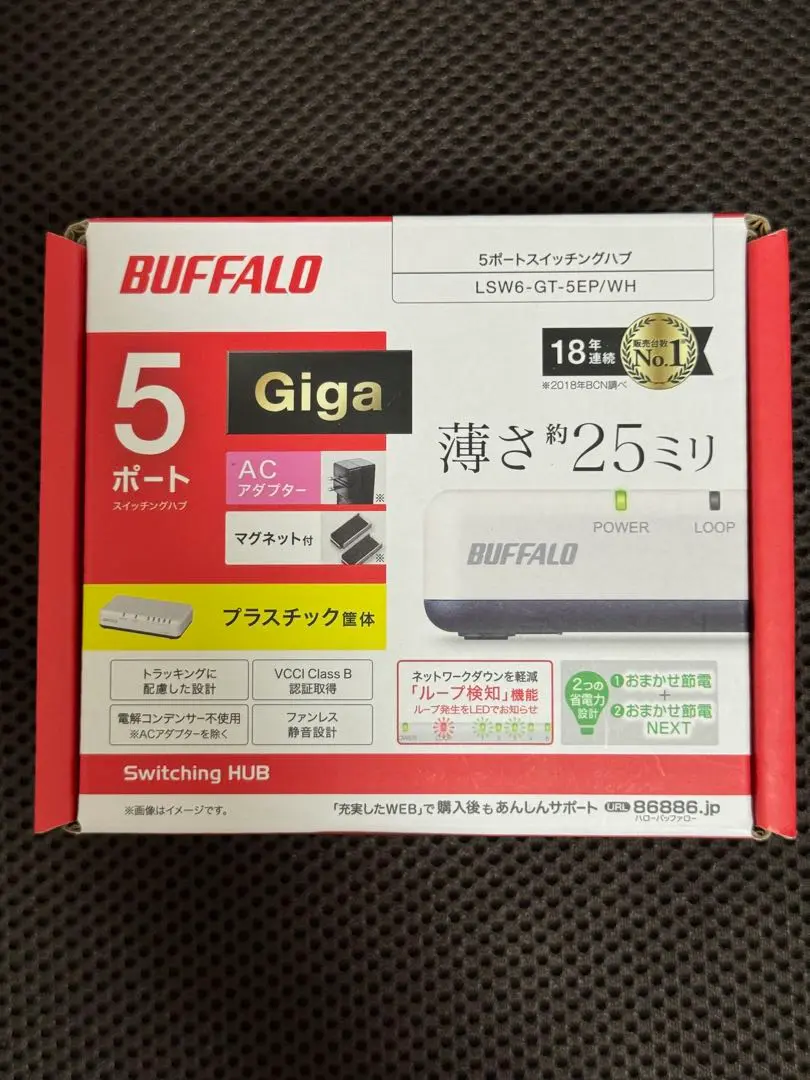 BUFFALO
5ポートスイッチングハブ
LSW6-GT-5EP/WH
5
ポート
スイッチングハブ
Giga
18年連続
販売台数
No.1
※2018年BCN調べ
薄さ約25ミリ
AC
アダプター
※
マグネット付
※
プラスチック筐体
POWER
LOOP
BUFFALO
トラッキングに
配慮した設計
VCCI Class B
認証取得
電解コンデンサー不使用
※ACアダプターを除く
ファンレス
静音設計
ネットワークダウンを軽減
「ループ検知」機能
ループ発生をLEDでお知らせ
2つの
省電力
設計
1おまかせ節電
+
2おまかせ節電
NEXT
Switching HUB
※画像はイメージです。
「充実したWEB」で購入後もあんしんサポート URL 86886.jp
ハローバッファロー